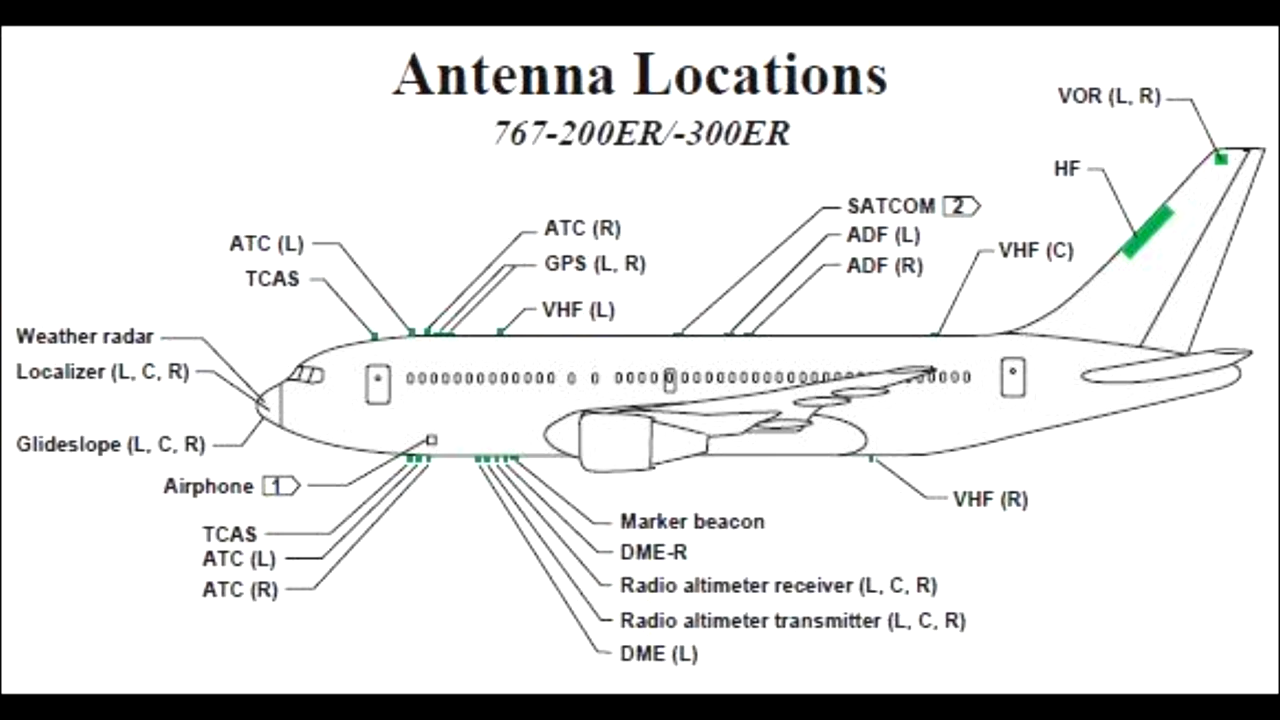 Antenna Locations
767-200ER/-300ER
VOR (L, R)
HF
SATCOM 2
ADF (L)
ADF (R)
VHF (C)
ATC (R)
GPS (L, R)
VHF (L)
ATC (L)
TCAS
Weather radar
Localizer (L, C, R)
Glideslope (L, C, R)
Airphone 1
TCAS
ATC (L)
ATC (R)
Marker beacon
DME-R
Radio altimeter receiver (L, C, R)
Radio altimeter transmitter (L, C, R)
DME (L)
VHF (R)